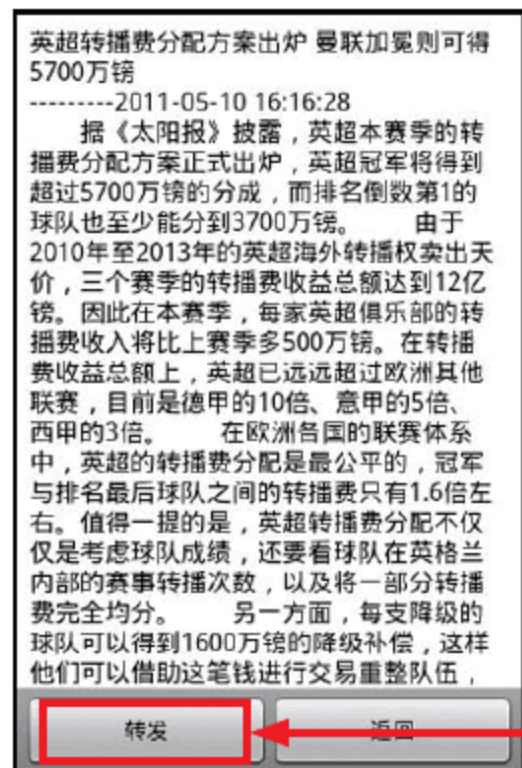 英超转播费分配方案出炉 曼联加冕则可得
5700万镑
---------2011-05-10 16:16:28
据《太阳报》披露，英超本赛季的转
播费分配方案正式出炉，英超冠军将得到
超过5700万镑的分成，而排名倒数第1的
球队也至少能分到3700万镑。 由于
2010年至2013年的英超海外转播权卖出天
价，三个赛季的转播费收益总额达到12亿
镑。因此在本赛季，每家英超俱乐部的转
播费收入将比上赛季多500万镑。在转播
费收益总额上，英超已远远超过欧洲其他
联赛，目前是德甲的10倍、意甲的5倍、
西甲的3倍。 在欧洲各国的联赛体系
中，英超的转播费分配是最公平的，冠军
与排名最后球队之间的转播费只有1.6倍左
右。值得一提的是，英超转播费分配不仅
仅是考虑球队成绩，还要看球队在英格兰
内部的赛事转播次数，以及将一部分转播
费完全均分。 另一方面，每支降级的
球队可以得到1600万镑的降级补偿，这样
他们可以借助这笔钱进行交易重整队伍，
转发 返回